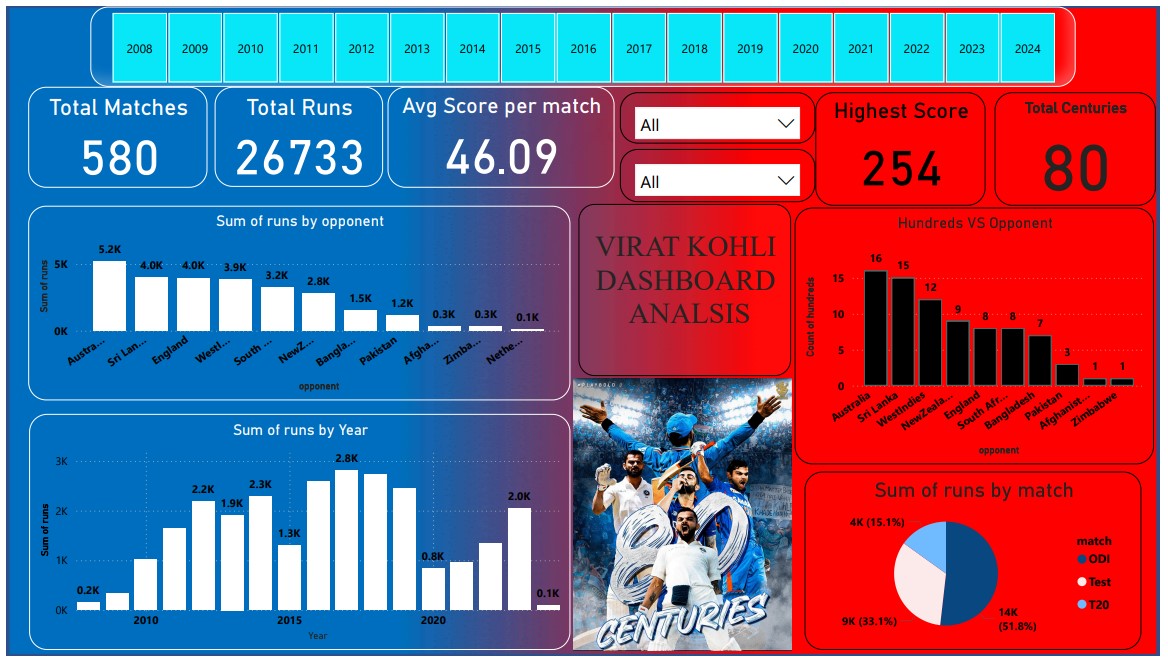 2008 2009 2010 2011 2012 2013 2014 2015 2016 2017 2018 2019 2020 2021 2022 2023 2024
Total Matches
580
Total Runs
26733
Avg Score per match
46.09
All
All
Highest Score
254
Total Centuries
80
Sum of runs by opponent
Sum of runs
5K
0K
5.2K 4.0K 4.0K 3.9K 3.2K 2.8K 1.5K 1.2K 0.3K 0.3K 0.1K
Austra... Sri Lan... England Westl... South ... NewZ... Bangla... Pakistan Afgha... Zimba... Nethe...
opponent
VIRAT KOHLI
DASHBOARD
ANALSIS
Hundreds VS Opponent
Count of hundreds
15
10
5
0
16 15 12 9 8 8 7 3 1 1
Australia Sri Lanka WestIndies NewZeala... England South Afr... Bangladesh Pakistan Afghanist... Zimbabwe
opponent
Sum of runs by Year
Sum of runs
3K
2K
1K
0K
0.2K 2.2K 1.9K 2.3K 1.3K 2.8K 0.8K 2.0K 0.1K
2010 2015 2020
Year
80
CENTURIES
Sum of runs by match
4K (15.1%)
9K (33.1%)
14K
(51.8%)
match
ODI
Test
T20